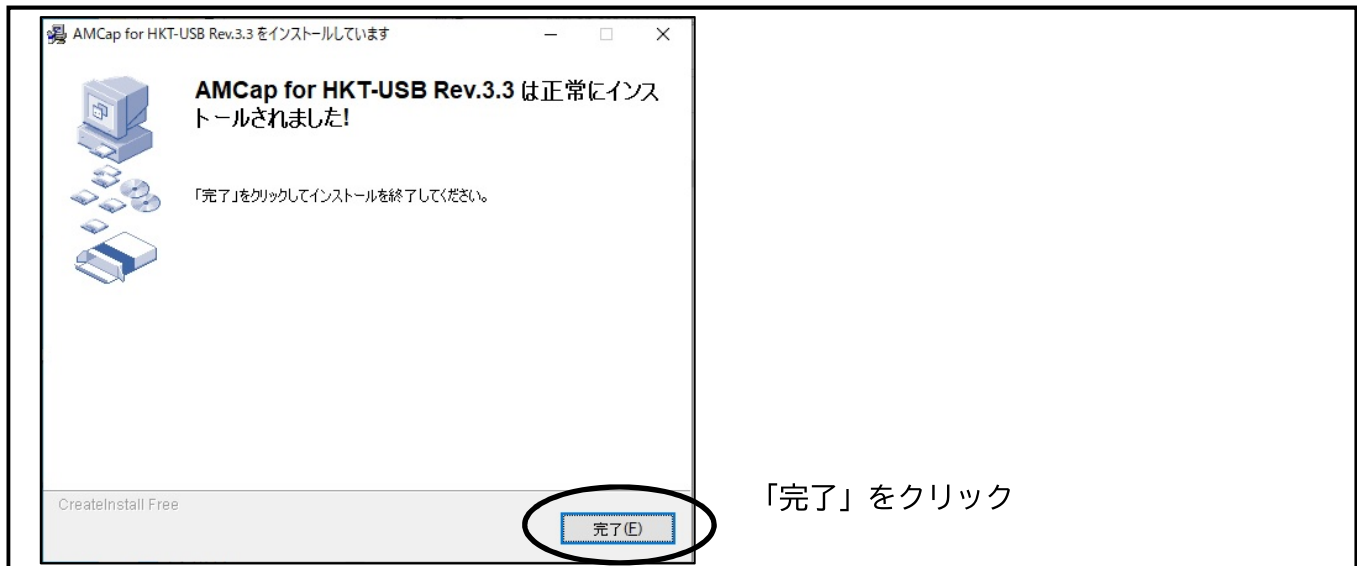 AMCap for HKT-USB Rev.3.3 をインストールしています
AMCap for HKT-USB Rev.3.3 は正常にインス
トールされました!
「完了」をクリックしてインストールを終了してください。
CreateInstall Free
「完了」をクリック
完了(F)